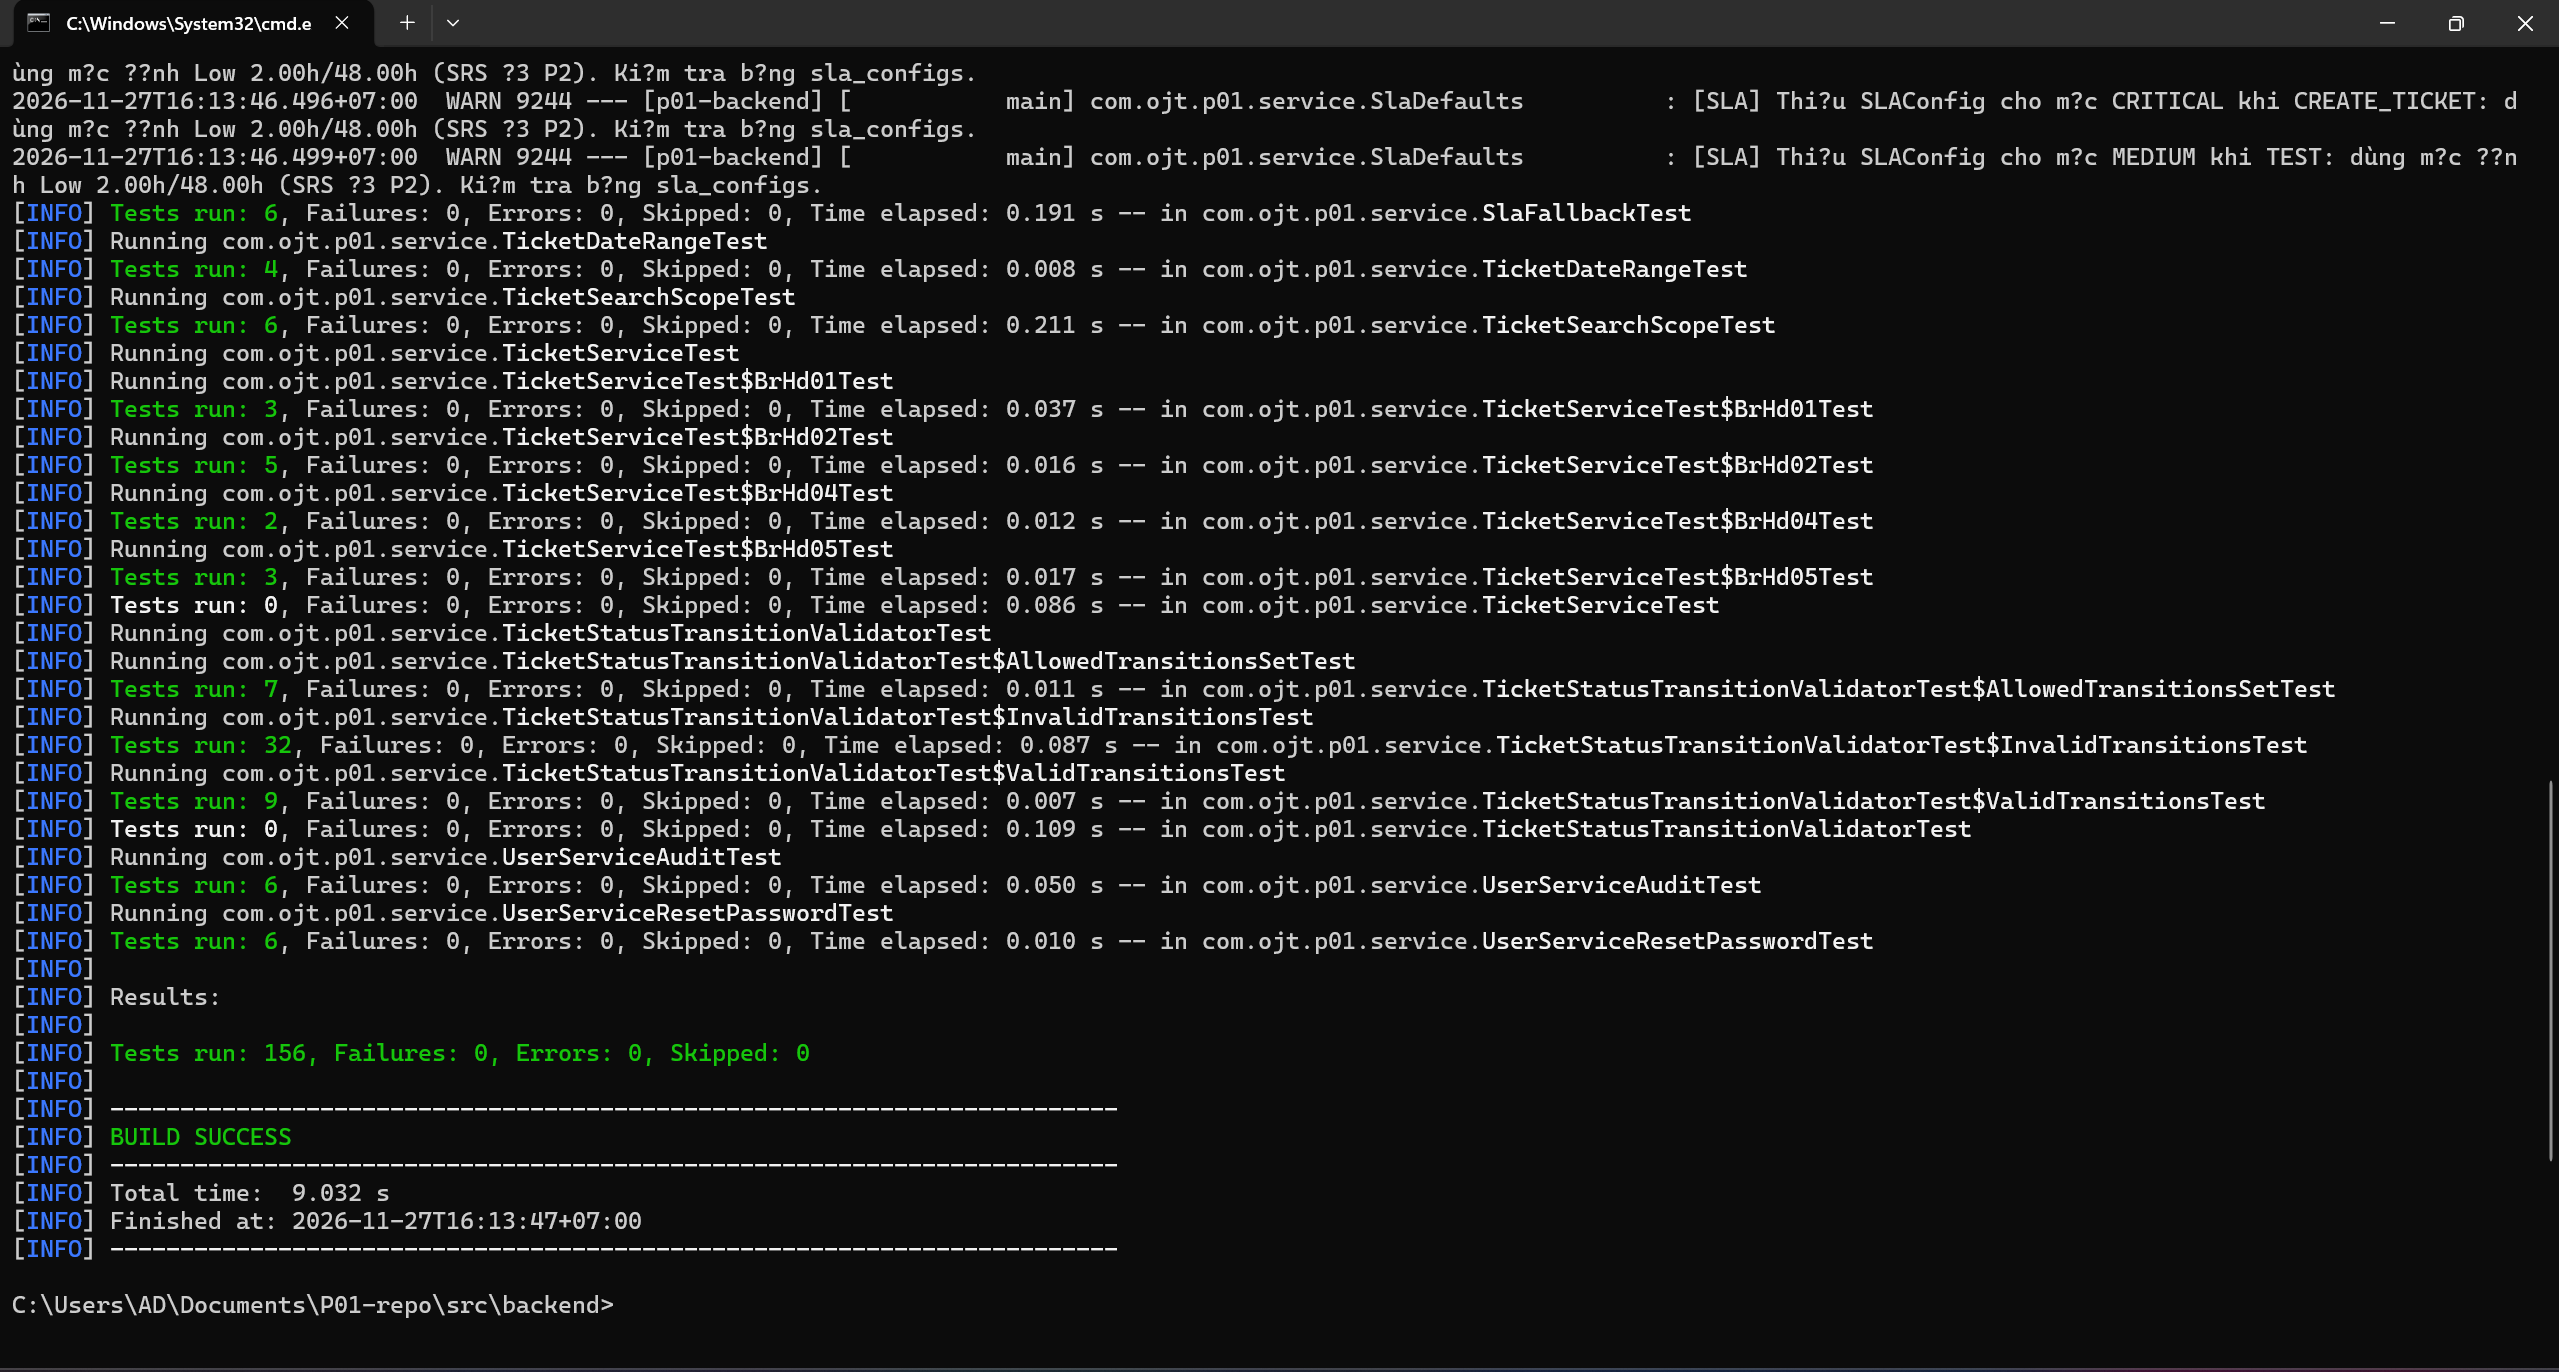 C:\Windows\System32\cmd.e
ùng m?c ??nh Low 2.00h/48.00h (SRS ?3 P2). Ki?m tra b?ng sla_configs.
2026-11-27T16:13:46.496+07:00  WARN 9244 --- [p01-backend] [           main] com.ojt.p01.service.SlaDefaults          : [SLA] Thi?u SLAConfig cho m?c CRITICAL khi CREATE_TICKET: d
ùng m?c ??nh Low 2.00h/48.00h (SRS ?3 P2). Ki?m tra b?ng sla_configs.
2026-11-27T16:13:46.499+07:00  WARN 9244 --- [p01-backend] [           main] com.ojt.p01.service.SlaDefaults          : [SLA] Thi?u SLAConfig cho m?c MEDIUM khi TEST: dùng m?c ??n
h Low 2.00h/48.00h (SRS ?3 P2). Ki?m tra b?ng sla_configs.
[INFO] Tests run: 6, Failures: 0, Errors: 0, Skipped: 0, Time elapsed: 0.191 s -- in com.ojt.p01.service.SlaFallbackTest
[INFO] Running com.ojt.p01.service.TicketDateRangeTest
[INFO] Tests run: 4, Failures: 0, Errors: 0, Skipped: 0, Time elapsed: 0.008 s -- in com.ojt.p01.service.TicketDateRangeTest
[INFO] Running com.ojt.p01.service.TicketSearchScopeTest
[INFO] Tests run: 6, Failures: 0, Errors: 0, Skipped: 0, Time elapsed: 0.211 s -- in com.ojt.p01.service.TicketSearchScopeTest
[INFO] Running com.ojt.p01.service.TicketServiceTest
[INFO] Running com.ojt.p01.service.TicketServiceTest$BrHd01Test
[INFO] Tests run: 3, Failures: 0, Errors: 0, Skipped: 0, Time elapsed: 0.037 s -- in com.ojt.p01.service.TicketServiceTest$BrHd01Test
[INFO] Running com.ojt.p01.service.TicketServiceTest$BrHd02Test
[INFO] Tests run: 5, Failures: 0, Errors: 0, Skipped: 0, Time elapsed: 0.016 s -- in com.ojt.p01.service.TicketServiceTest$BrHd02Test
[INFO] Running com.ojt.p01.service.TicketServiceTest$BrHd04Test
[INFO] Tests run: 2, Failures: 0, Errors: 0, Skipped: 0, Time elapsed: 0.012 s -- in com.ojt.p01.service.TicketServiceTest$BrHd04Test
[INFO] Running com.ojt.p01.service.TicketServiceTest$BrHd05Test
[INFO] Tests run: 3, Failures: 0, Errors: 0, Skipped: 0, Time elapsed: 0.017 s -- in com.ojt.p01.service.TicketServiceTest$BrHd05Test
[INFO] Tests run: 0, Failures: 0, Errors: 0, Skipped: 0, Time elapsed: 0.086 s -- in com.ojt.p01.service.TicketServiceTest
[INFO] Running com.ojt.p01.service.TicketStatusTransitionValidatorTest
[INFO] Running com.ojt.p01.service.TicketStatusTransitionValidatorTest$AllowedTransitionsSetTest
[INFO] Tests run: 7, Failures: 0, Errors: 0, Skipped: 0, Time elapsed: 0.011 s -- in com.ojt.p01.service.TicketStatusTransitionValidatorTest$AllowedTransitionsSetTest
[INFO] Running com.ojt.p01.service.TicketStatusTransitionValidatorTest$InvalidTransitionsTest
[INFO] Tests run: 32, Failures: 0, Errors: 0, Skipped: 0, Time elapsed: 0.087 s -- in com.ojt.p01.service.TicketStatusTransitionValidatorTest$InvalidTransitionsTest
[INFO] Running com.ojt.p01.service.TicketStatusTransitionValidatorTest$ValidTransitionsTest
[INFO] Tests run: 9, Failures: 0, Errors: 0, Skipped: 0, Time elapsed: 0.007 s -- in com.ojt.p01.service.TicketStatusTransitionValidatorTest$ValidTransitionsTest
[INFO] Tests run: 0, Failures: 0, Errors: 0, Skipped: 0, Time elapsed: 0.109 s -- in com.ojt.p01.service.TicketStatusTransitionValidatorTest
[INFO] Running com.ojt.p01.service.UserServiceAuditTest
[INFO] Tests run: 6, Failures: 0, Errors: 0, Skipped: 0, Time elapsed: 0.050 s -- in com.ojt.p01.service.UserServiceAuditTest
[INFO] Running com.ojt.p01.service.UserServiceResetPasswordTest
[INFO] Tests run: 6, Failures: 0, Errors: 0, Skipped: 0, Time elapsed: 0.010 s -- in com.ojt.p01.service.UserServiceResetPasswordTest
[INFO]
[INFO] Results:
[INFO]
[INFO] Tests run: 156, Failures: 0, Errors: 0, Skipped: 0
[INFO]
[INFO] ------------------------------------------------------------------------
[INFO] BUILD SUCCESS
[INFO] ------------------------------------------------------------------------
[INFO] Total time:  9.032 s
[INFO] Finished at: 2026-11-27T16:13:47+07:00
[INFO] ------------------------------------------------------------------------
C:\Users\AD\Documents\P01-repo\src\backend>